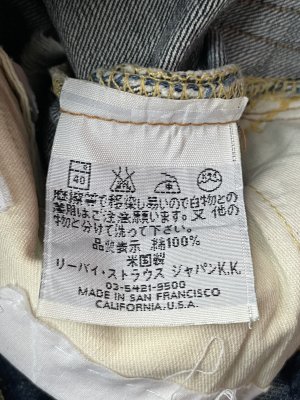 40
摩擦等で移染し易いので白物との
着用はご注意願います。又、他の
物と分けて洗って下さい。
品質表示 綿100%
米国製
リーバイ・ストラウス ジャパンK.K.
03-5421-9500
MADE IN SAN FRANCISCO
CALIFORNIA, U.S.A.